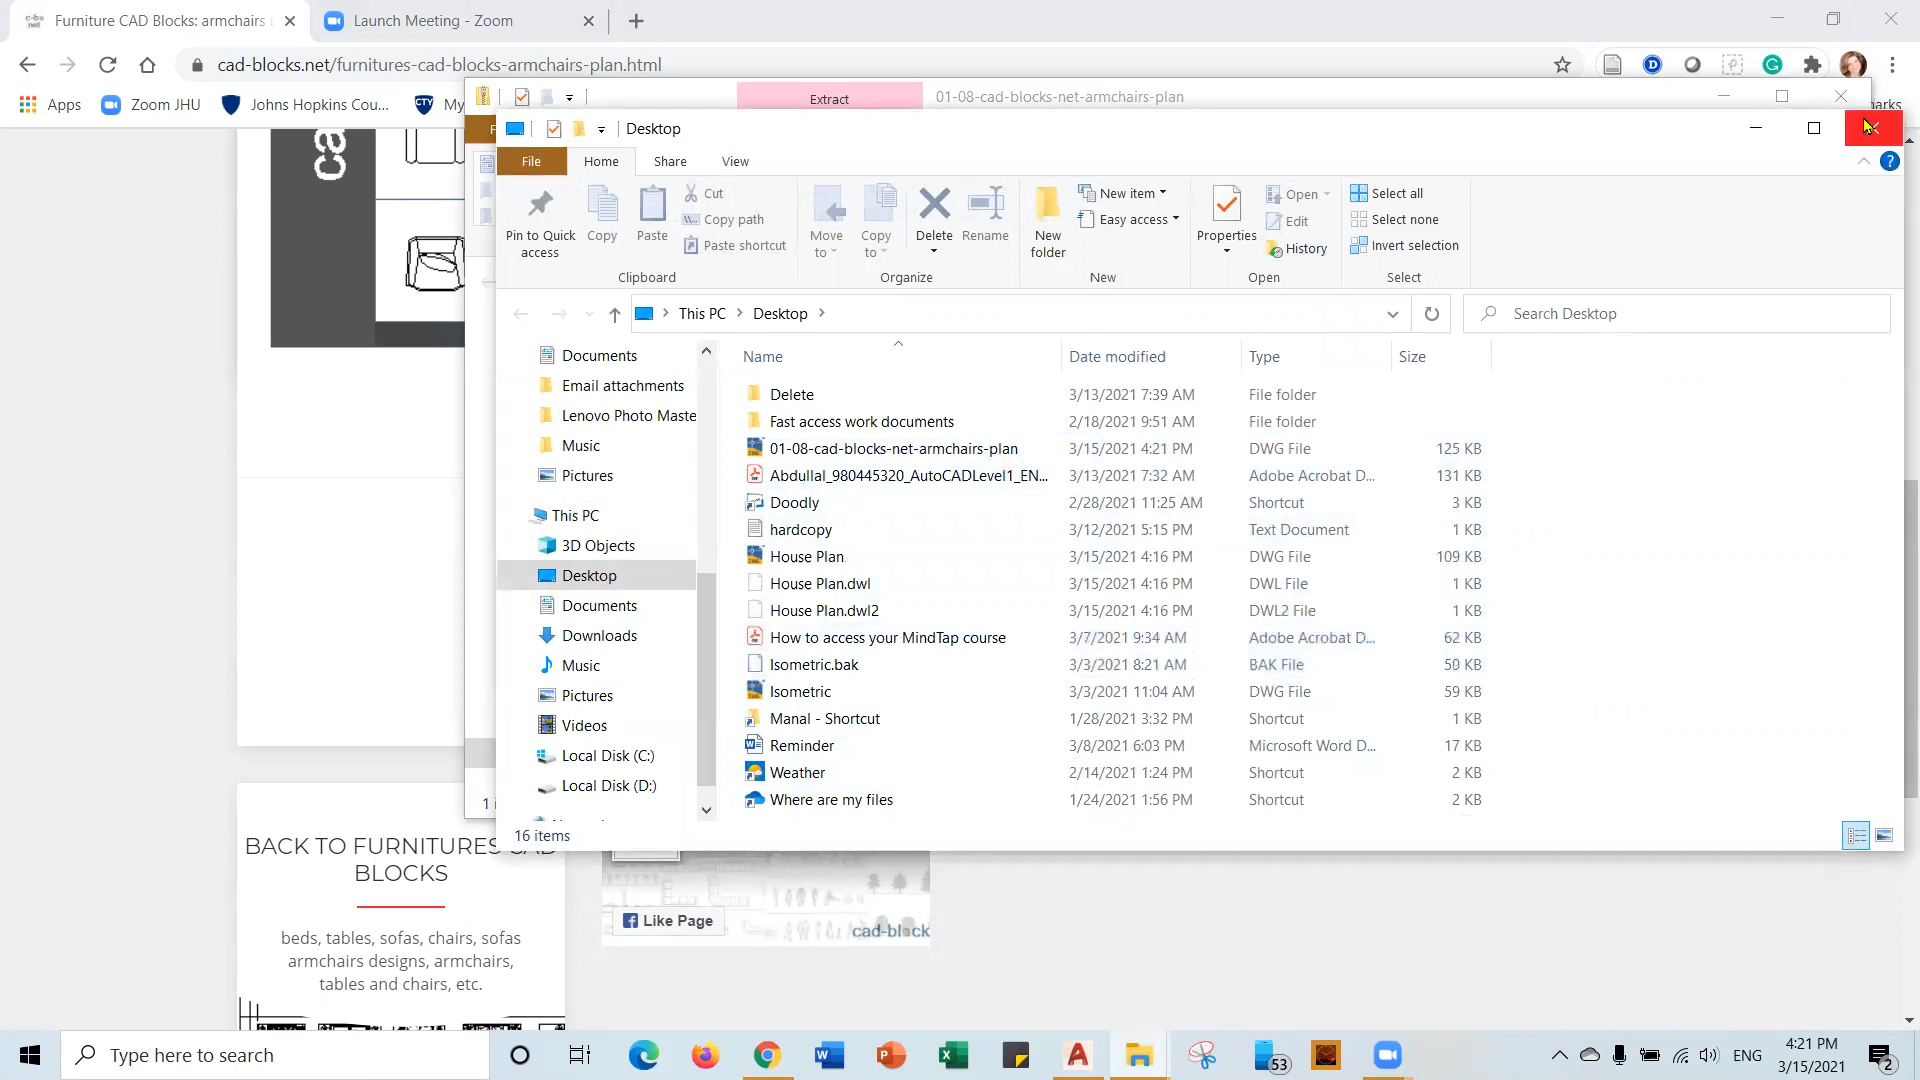 Furniture CAD Blocks: armchairs
Launch Meeting - Zoom
cad-blocks.net/furnitures-cad-blocks-armchairs-plan.html
Apps
Zoom JHU
Johns Hopkins Cou...
CTY
My
Extract
01-08-cad-blocks-net-armchairs-plan
Desktop
File
Home
Share
View
Pin to Quick access
Copy
Paste
Cut
Copy path
Paste shortcut
Clipboard
Move to
Copy to
Delete
Rename
Organize
New folder
New item
Easy access
New
Properties
Open
Edit
History
Open
Select all
Select none
Invert selection
Select
This PC
Desktop
Search Desktop
Documents
Email attachments
Lenovo Photo Maste
Music
Pictures
This PC
3D Objects
Desktop
Documents
Downloads
Music
Pictures
Videos
Local Disk (C:)
Local Disk (D:)
Name Date modified Type Size
Delete 3/13/2021 7:39 AM File folder
Fast access work documents 2/18/2021 9:51 AM File folder
01-08-cad-blocks-net-armchairs-plan 3/15/2021 4:21 PM DWG File 125 KB
Abdullal_980445320_AutoCADLevel1_EN... 3/13/2021 7:32 AM Adobe Acrobat D... 131 KB
Doodly 2/28/2021 11:25 AM Shortcut 3 KB
hardcopy 3/12/2021 5:15 PM Text Document 1 KB
House Plan 3/15/2021 4:16 PM DWG File 109 KB
House Plan.dwl 3/15/2021 4:16 PM DWL File 1 KB
House Plan.dwl2 3/15/2021 4:16 PM DWL2 File 1 KB
How to access your MindTap course 3/7/2021 9:34 AM Adobe Acrobat D... 62 KB
Isometric.bak 3/3/2021 8:21 AM BAK File 50 KB
Isometric 3/3/2021 11:04 AM DWG File 59 KB
Manal - Shortcut 1/28/2021 3:32 PM Shortcut 1 KB
Reminder 3/8/2021 6:03 PM Microsoft Word D... 17 KB
Weather 2/14/2021 1:24 PM Shortcut 2 KB
Where are my files 1/24/2021 1:56 PM Shortcut 2 KB
16 items
ca
BACK TO FURNITURES CAD
BLOCKS
beds, tables, sofas, chairs, sofas
armchairs designs, armchairs,
tables and chairs, etc.
Like Page
cad-block
Type here to search
53
ENG
4:21 PM
3/15/2021
2